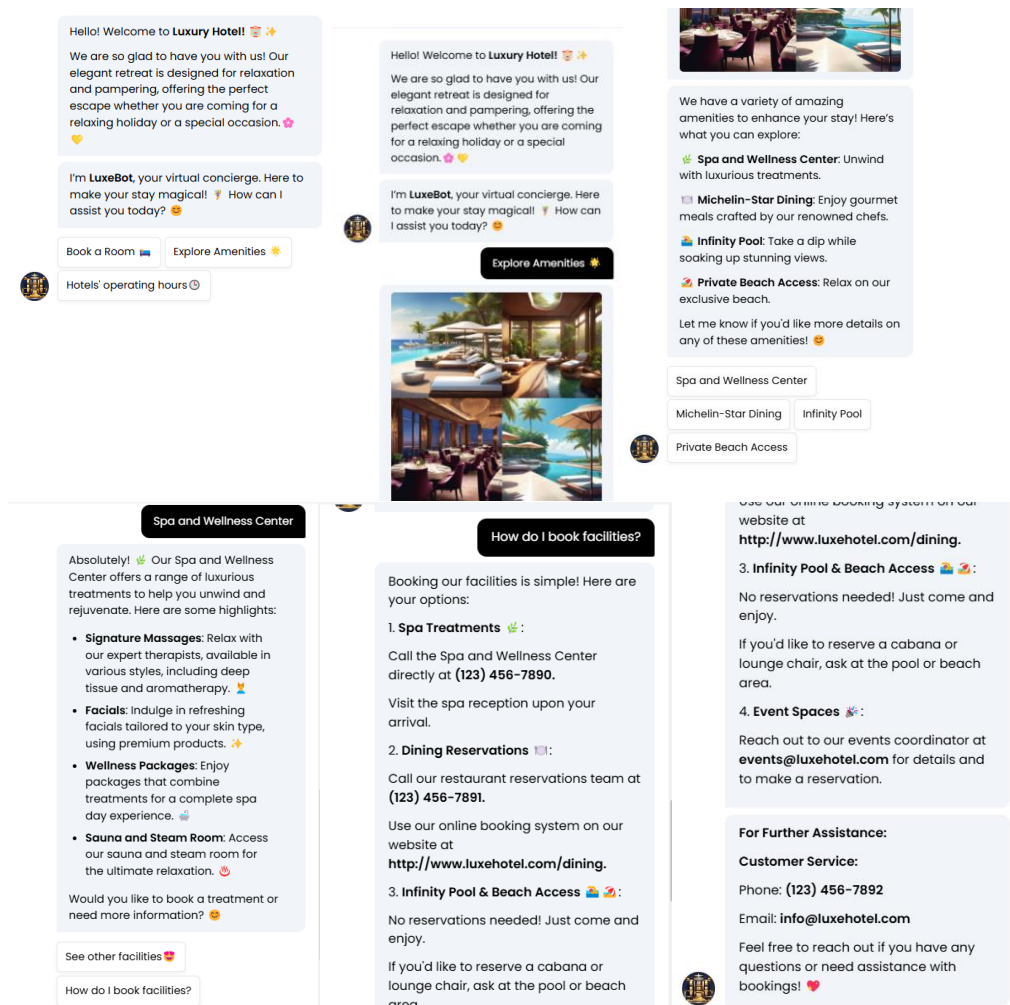 Hello! Welcome to Luxury Hotel! 🏩 ✨
We are so glad to have you with us! Our
elegant retreat is designed for relaxation
and pampering, offering the perfect
escape whether you are coming for a
relaxing holiday or a special occasion.🌸
💛
I'm LuxeBot, your virtual concierge. Here to
make your stay magical! 🍸 How can I
assist you today? 😊
Book a Room 🛌
Explore Amenities 🌟
Hotels' operating hours🕒
Hello! Welcome to Luxury Hotel! 🏩 ✨
We are so glad to have you with us! Our
elegant retreat is designed for
relaxation and pampering, offering the
perfect escape whether you are coming
for a relaxing holiday or a special
occasion.🌸 💛
I'm LuxeBot, your virtual concierge. Here
to make your stay magical! 🍸 How can
I assist you today? 😊
Explore Amenities 🌟
We have a variety of amazing
amenities to enhance your stay! Here's
what you can explore:
🌿 Spa and Wellness Center: Unwind
with luxurious treatments.
🍽️ Michelin-Star Dining: Enjoy gourmet
meals crafted by our renowned chefs.
🏊 Infinity Pool: Take a dip while
soaking up stunning views.
🏖️ Private Beach Access: Relax on our
exclusive beach.
Let me know if you'd like more details on
any of these amenities! 😊
Spa and Wellness Center
Michelin-Star Dining
Infinity Pool
Private Beach Access
Spa and Wellness Center
Absolutely! 🌿 Our Spa and Wellness
Center offers a range of luxurious
treatments to help you unwind and
rejuvenate. Here are some highlights:
• Signature Massages: Relax with
our expert therapists, available in
various styles, including deep
tissue and aromatherapy. 💆
• Facials: Indulge in refreshing
facials tailored to your skin type,
using premium products. ✨
• Wellness Packages: Enjoy
packages that combine
treatments for a complete spa
day experience. 🛀
• Sauna and Steam Room: Access
our sauna and steam room for
the ultimate relaxation. ♨️
Would you like to book a treatment or
need more information? 😊
See other facilities😍
How do I book facilities?
How do I book facilities?
Booking our facilities is simple! Here are
your options:
1. Spa Treatments 🌿:
Call the Spa and Wellness Center
directly at (123) 456-7890.
Visit the spa reception upon your
arrival.
2. Dining Reservations 🍽️:
Call our restaurant reservations team at
(123) 456-7891.
Use our online booking system on our
website at
http://www.luxehotel.com/dining.
3. Infinity Pool & Beach Access 🏊 🏖️:
No reservations needed! Just come and
enjoy.
If you'd like to reserve a cabana or
lounge chair, ask at the pool or beach
area.
Use our online booking system on our
website at
http://www.luxehotel.com/dining.
3. Infinity Pool & Beach Access 🏊 🏖️:
No reservations needed! Just come and
enjoy.
If you'd like to reserve a cabana or
lounge chair, ask at the pool or beach
area.
4. Event Spaces 🎉:
Reach out to our events coordinator at
events@luxehotel.com for details and
to make a reservation.
For Further Assistance:
Customer Service:
Phone: (123) 456-7892
Email: info@luxehotel.com
Feel free to reach out if you have any
questions or need assistance with
bookings! 💖